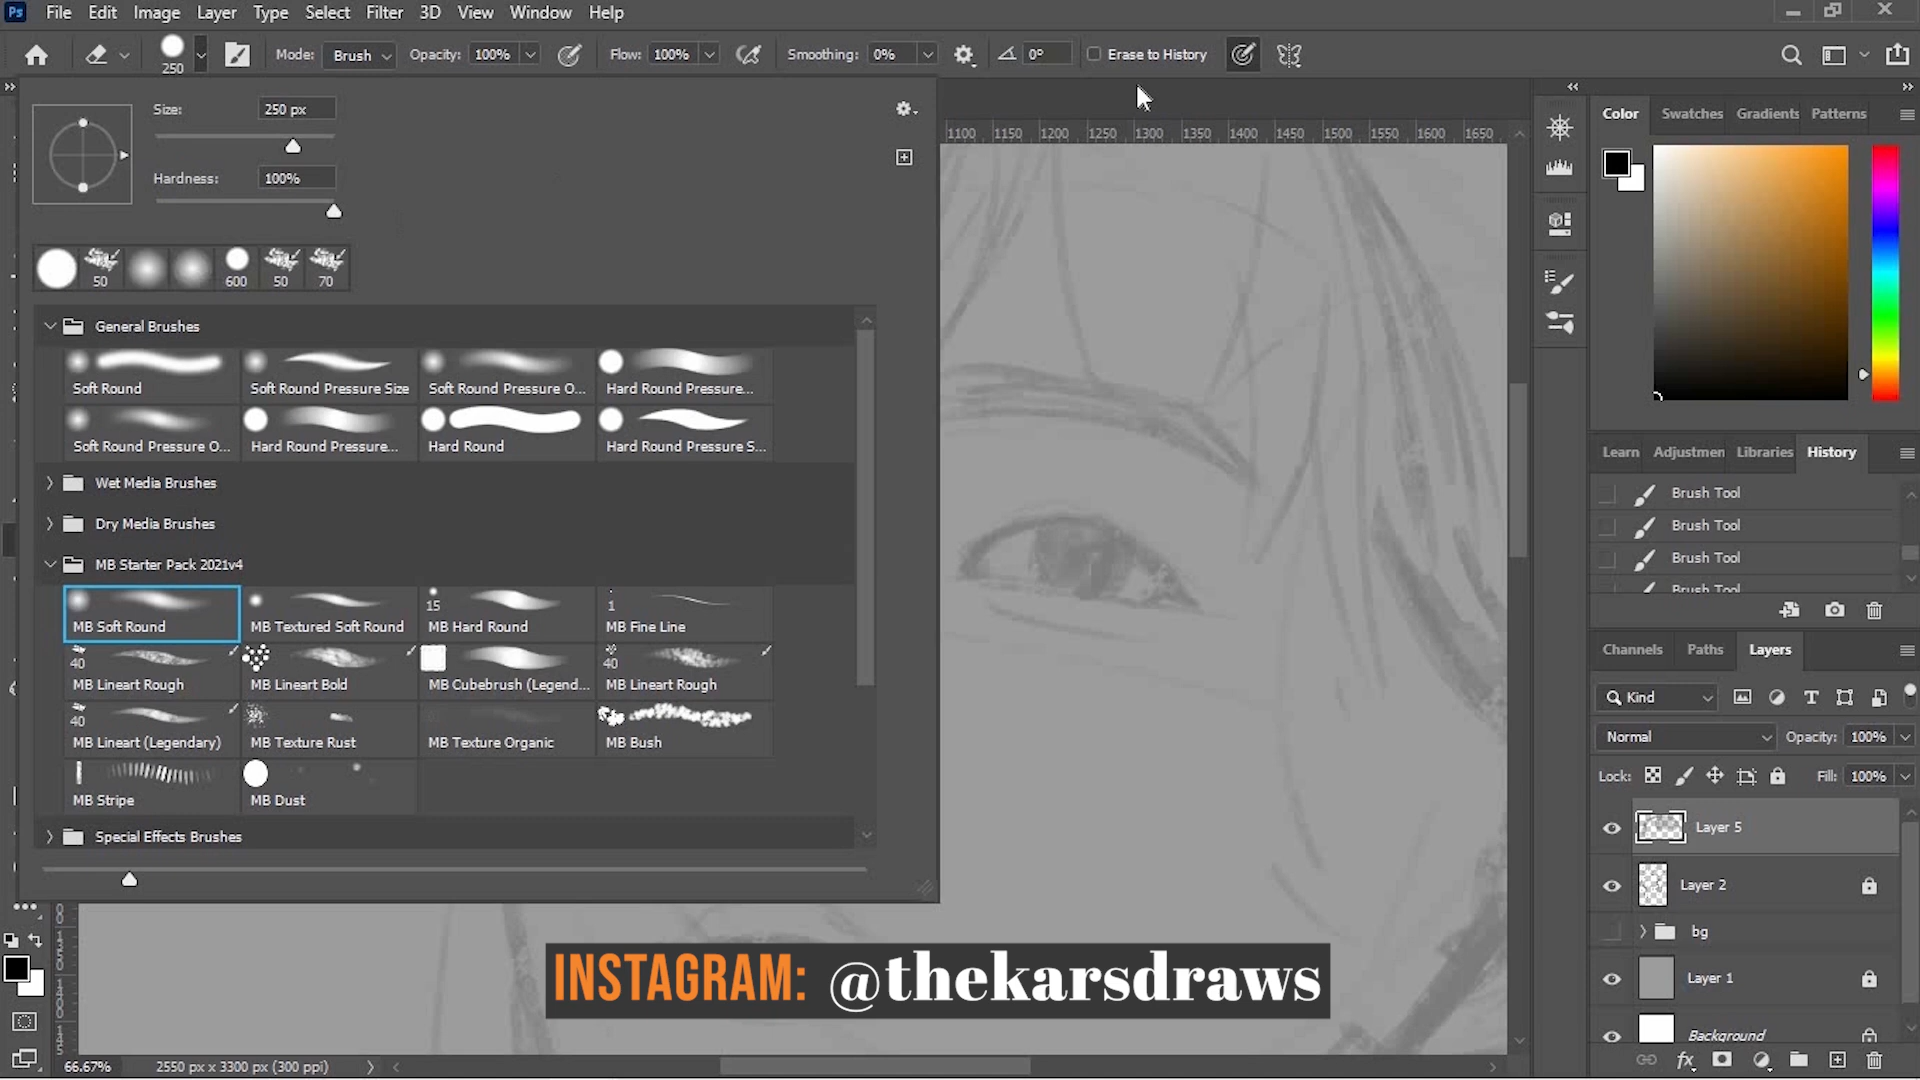 Ps File Edit Image Layer Type Select Filter 3D View Window Help
250 Mode: Brush Opacity: 100% Flow: 100% Smoothing: 0% 0° Erase to History
Size: 250 px
Hardness: 100%
50 600 50 70
General Brushes
Soft Round Soft Round Pressure Size Soft Round Pressure O... Hard Round Pressure...
Soft Round Pressure O... Hard Round Pressure... Hard Round Hard Round Pressure S...
Wet Media Brushes
Dry Media Brushes
MB Starter Pack 2021v4
15 1
MB Soft Round MB Textured Soft Round MB Hard Round MB Fine Line
40 40
MB Lineart Rough MB Lineart Bold MB Cubebrush (Legend... MB Lineart Rough
40
MB Lineart (Legendary) MB Texture Rust MB Texture Organic MB Bush
MB Stripe MB Dust
Special Effects Brushes
1100 1150 1200 1250 1300 1350 1400 1450 1500 1550 1600 1650
Color Swatches Gradients Patterns
Learn Adjustmen Libraries History
Brush Tool
Brush Tool
Brush Tool
Brush Tool
Channels Paths Layers
Kind
Normal Opacity: 100%
Lock: Fill: 100%
Layer 5
Layer 2
bg
Layer 1
Background
INSTAGRAM: @thekarsdraws
66.67% 2550 px x 3300 px (300 ppi)